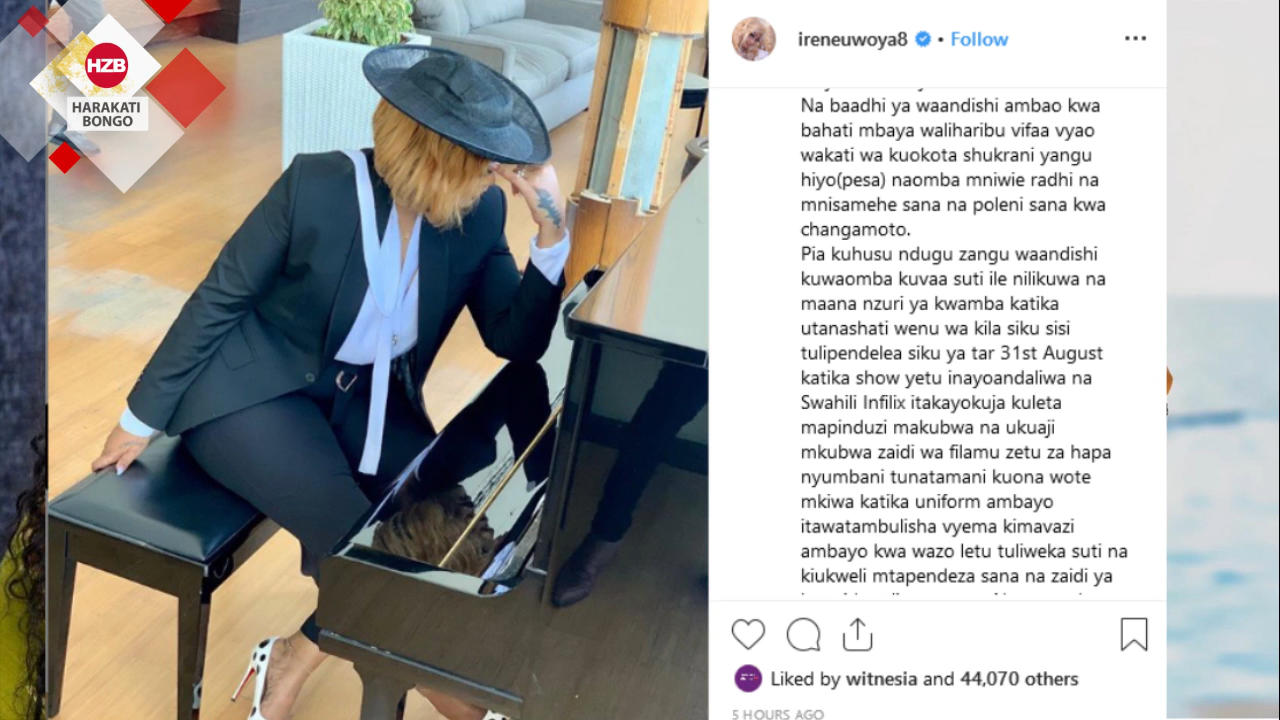 HZB
HARAKATI
BONGO
ireneuwoya8 • Follow
Na baadhi ya waandishi ambao kwa
bahati mbaya waliharibu vifaa vyao
wakati wa kuokota shukrani yangu
hiyo(pesa) naomba mniwie radhi na
mnisamehe sana na poleni sana kwa
changamoto.
Pia kuhusu ndugu zangu waandishi
kuwaomba kuvaa suti ile nilikuwa na
maana nzuri ya kwamba katika
utanashati wenu wa kila siku sisi
tulipendelea siku ya tar 31st August
katika show yetu inayoandaliwa na
Swahili Infilix itakayokuja kuleta
mapinduzi makubwa na ukuaji
mkubwa zaidi wa filamu zetu za hapa
nyumbani tunatamani kuona wote
mkiwa katika uniform ambayo
itawatambulisha vyema kimavazi
ambayo kwa wazo letu tuliweka suti na
kiukweli mtapendeza sana na zaidi ya
Liked by witnesia and 44,070 others
5 HOURS AGO